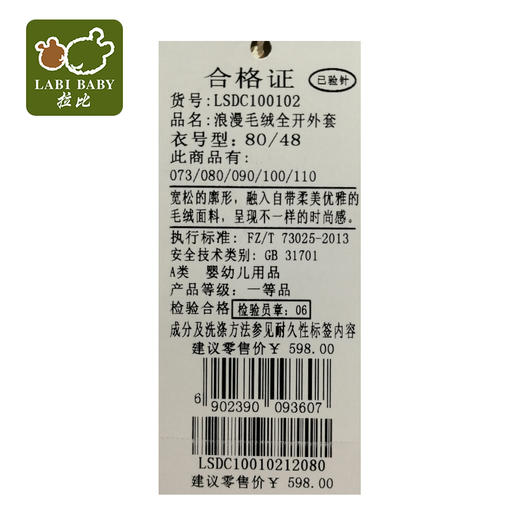 LABI BABY
拉比
合格证
已验针
货号:LSDC100102
品名:浪漫毛绒全开外套
衣号型: 80/48
此商品有:
073/080/090/100/110
宽松的廓形，融入自带柔美优雅的
毛绒面料，呈现不一样的时尚感。
执行标准: FZ/T 73025-2013
安全技术类别: GB 31701
A类 婴幼儿用品
产品等级: 一等品
检验合格 检验员章: 06
成分及洗涤方法参见耐久性标签内容
建议零售价￥ 598.00
6 902390 093607
LSDC10010212080
建议零售价￥ 598.00